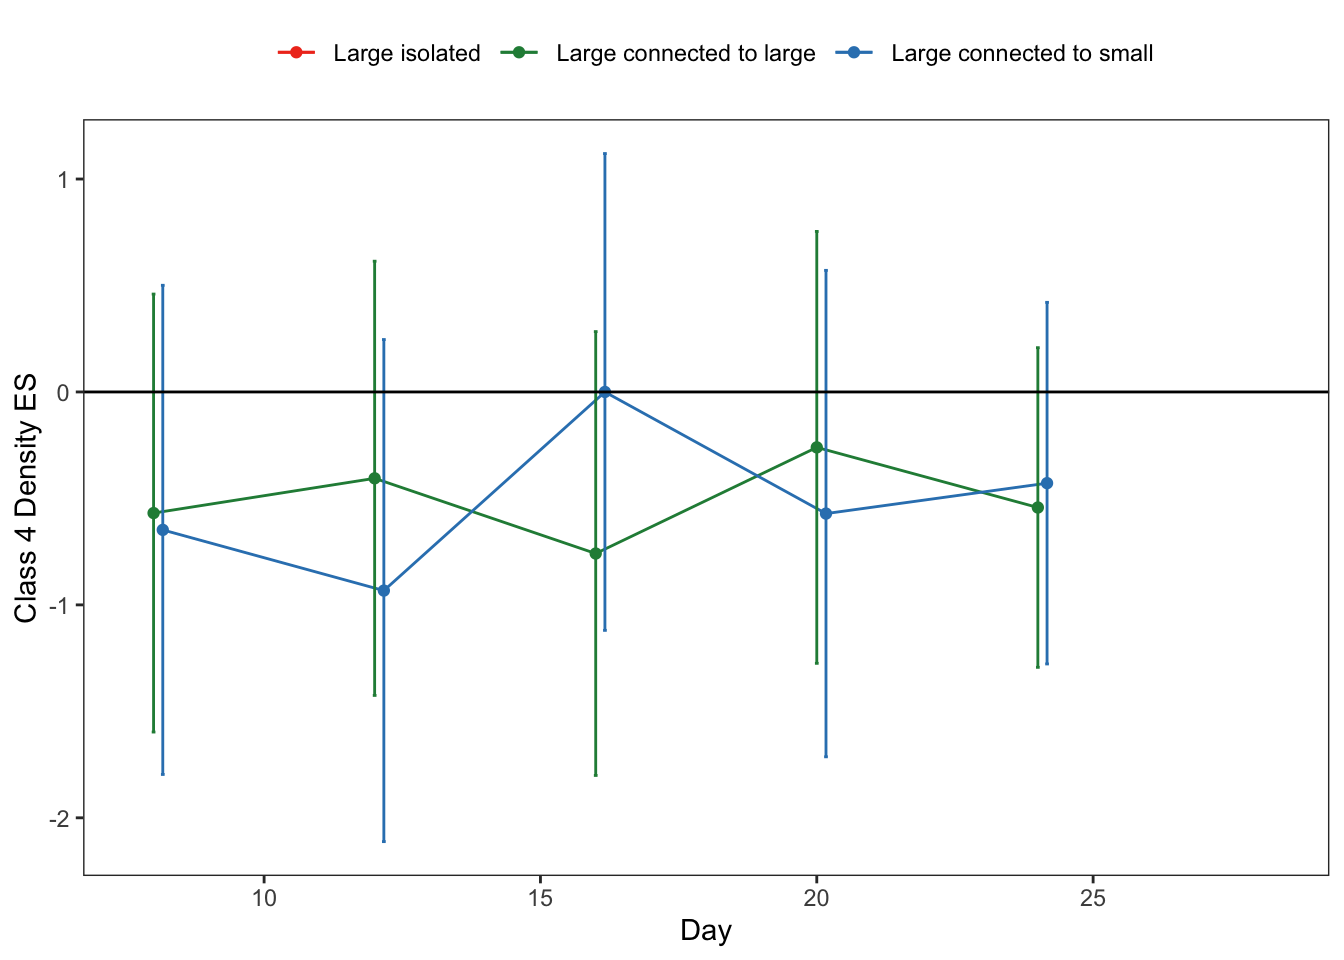 Large isolated Large connected to large Large connected to small
Class 4 Density ES
1
0
-1
-2
10 15 20 25
Day